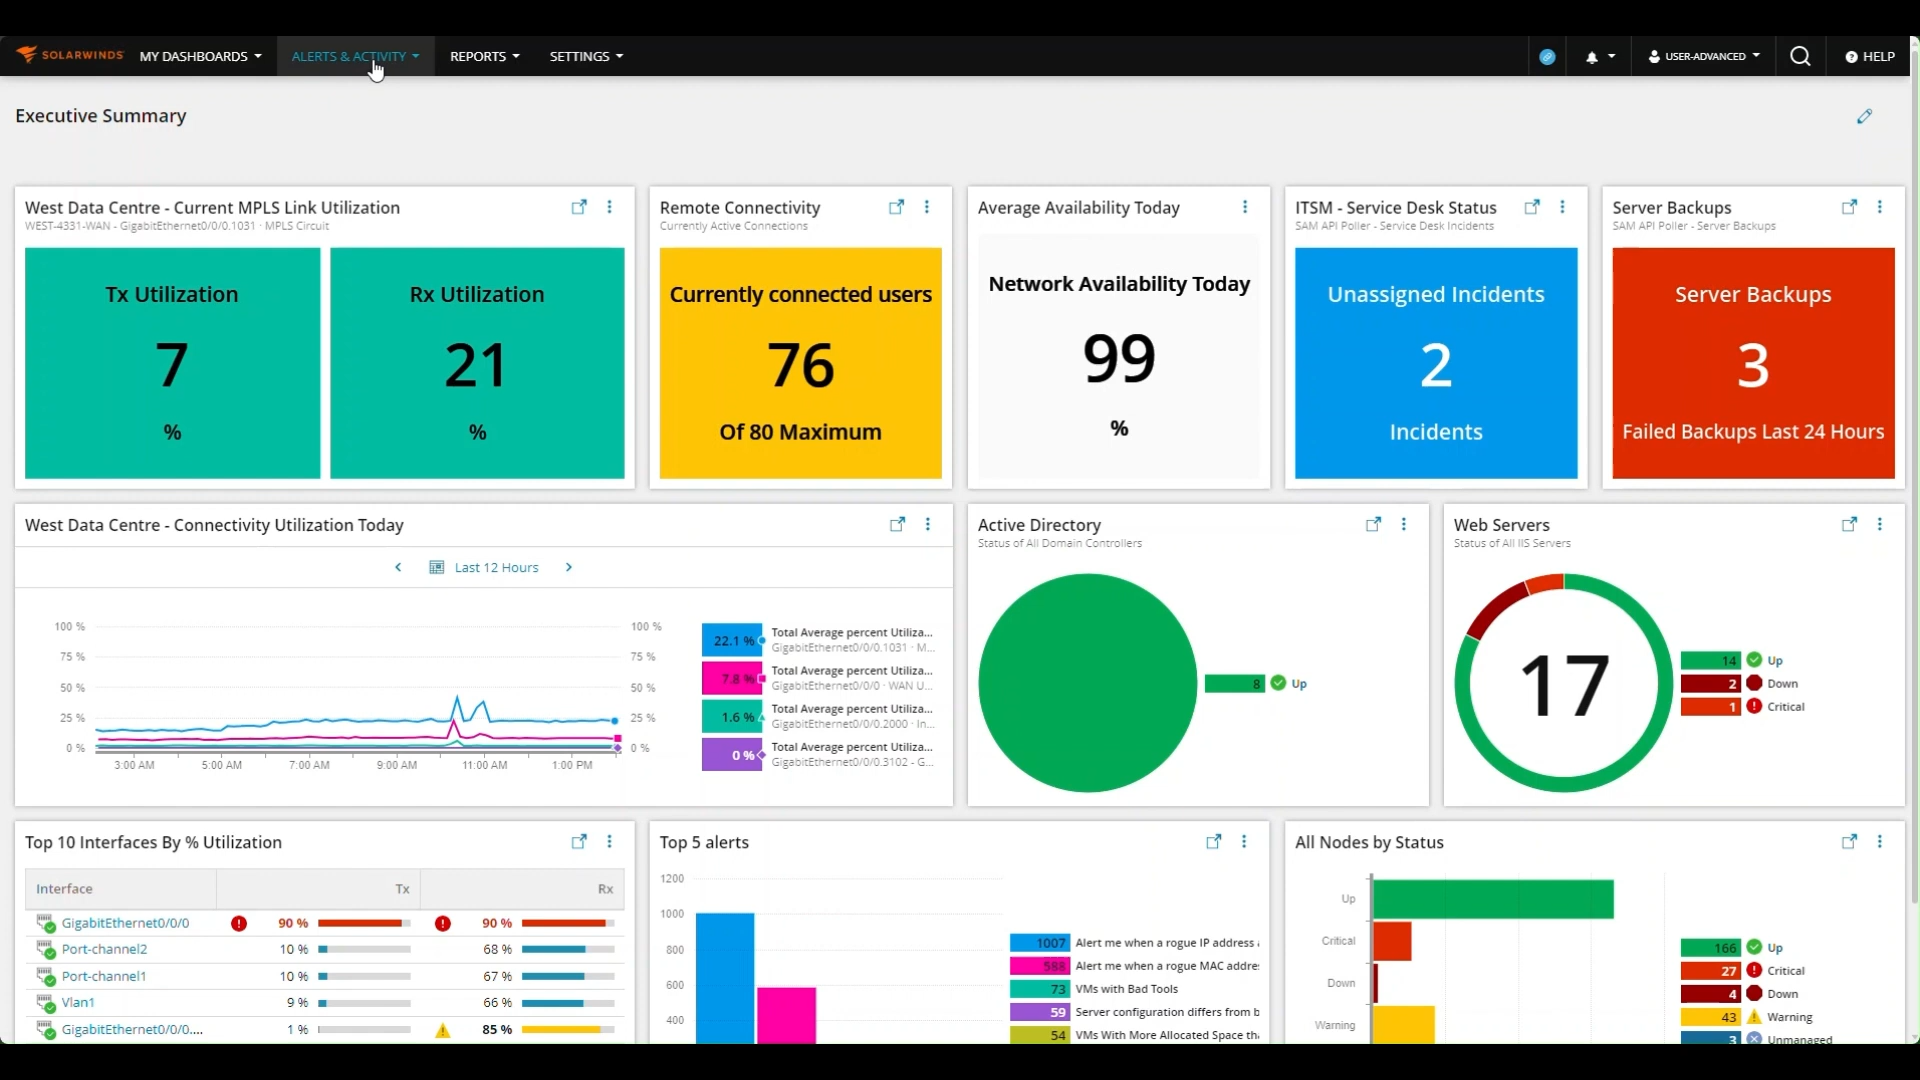 SOLARWINDS MY DASHBOARDS ALERTS & ACTIVITY REPORTS SETTINGS USER-ADVANCED HELP
Executive Summary
West Data Centre - Current MPLS Link Utilization
WEST-4331-WAN - GigabitEthernet0/0/0.1031 · MPLS Circuit
Tx Utilization
7
%
Rx Utilization
21
%
Remote Connectivity
Currently Active Connections
Currently connected users
76
Of 80 Maximum
Average Availability Today
Network Availability Today
99
%
ITSM - Service Desk Status
SAM API Poller - Service Desk Incidents
Unassigned Incidents
2
Incidents
Server Backups
SAM API Poller - Server Backups
Server Backups
3
Failed Backups Last 24 Hours
West Data Centre - Connectivity Utilization Today
Last 12 Hours
100 % 100 %
75 % 75 %
50 % 50 %
25 % 25 %
0 % 0 %
3:00 AM 5:00 AM 7:00 AM 9:00 AM 11:00 AM 1:00 PM
22.1 % Total Average percent Utiliza...
GigabitEthernet0/0/0.1031 · M...
7.8 % Total Average percent Utiliza...
GigabitEthernet0/0/0 · WAN U...
1.6 % Total Average percent Utiliza...
GigabitEthernet0/0/0.2000 · In...
0 % Total Average percent Utiliza...
GigabitEthernet0/0/0.3102 - G...
Active Directory
Status of All Domain Controllers
8 Up
Web Servers
Status of All IIS Servers
17
14 Up
2 Down
1 Critical
Top 10 Interfaces By % Utilization
Interface Tx Rx
GigabitEthernet0/0/0 90 % 90 %
Port-channel2 10 % 68 %
Port-channel1 10 % 67 %
Vlan1 9 % 66 %
GigabitEthernet0/0/0.... 1 % 85 %
Top 5 alerts
1200
1000
800
600
400
1007 Alert me when a rogue IP address
588 Alert me when a rogue MAC addre
73 VMs with Bad Tools
59 Server configuration differs from b
54 VMs With More Allocated Space th
All Nodes by Status
Up
Critical
Down
Warning
166 Up
27 Critical
4 Down
43 Warning
3 Unmanaged